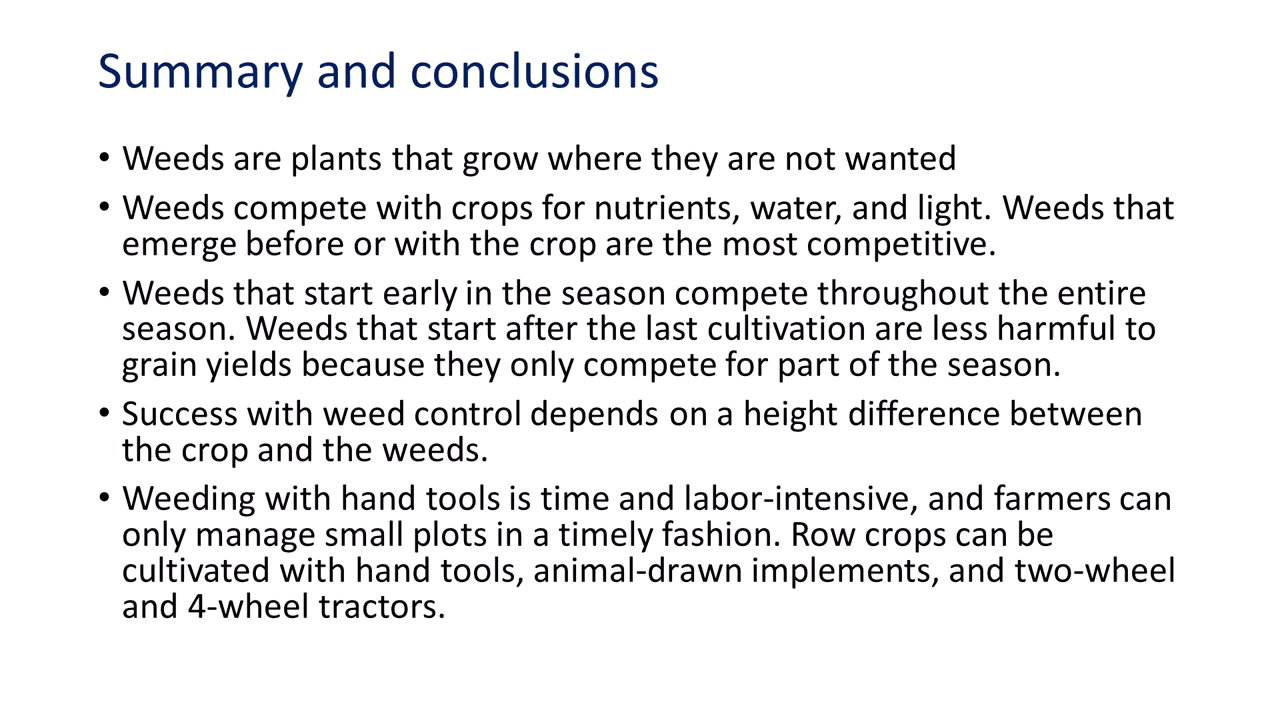 Summary and conclusions
• Weeds are plants that grow where they are not wanted
• Weeds compete with crops for nutrients, water, and light. Weeds that
emerge before or with the crop are the most competitive.
• Weeds that start early in the season compete throughout the entire
season. Weeds that start after the last cultivation are less harmful to
grain yields because they only compete for part of the season.
• Success with weed control depends on a height difference between
the crop and the weeds.
• Weeding with hand tools is time and labor-intensive, and farmers can
only manage small plots in a timely fashion. Row crops can be
cultivated with hand tools, animal-drawn implements, and two-wheel
and 4-wheel tractors.